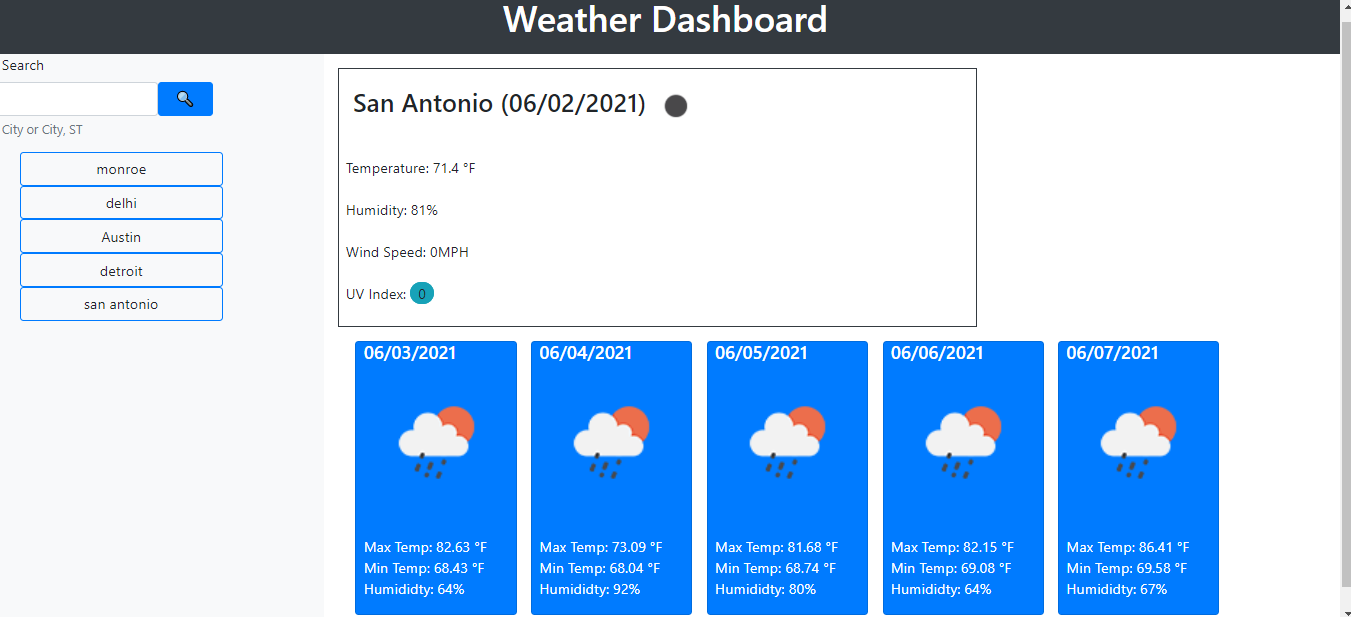 Weather Dashboard
Search
City or City, ST
monroe
delhi
Austin
detroit
san antonio
San Antonio (06/02/2021)
Temperature: 71.4 °F
Humidity: 81%
Wind Speed: 0MPH
UV Index: 0
06/03/2021
Max Temp: 82.63 °F
Min Temp: 68.43 °F
Humididty: 64%
06/04/2021
Max Temp: 73.09 °F
Min Temp: 68.04 °F
Humididty: 92%
06/05/2021
Max Temp: 81.68 °F
Min Temp: 68.74 °F
Humididty: 80%
06/06/2021
Max Temp: 82.15 °F
Min Temp: 69.08 °F
Humididty: 64%
06/07/2021
Max Temp: 86.41 °F
Min Temp: 69.58 °F
Humididty: 67%